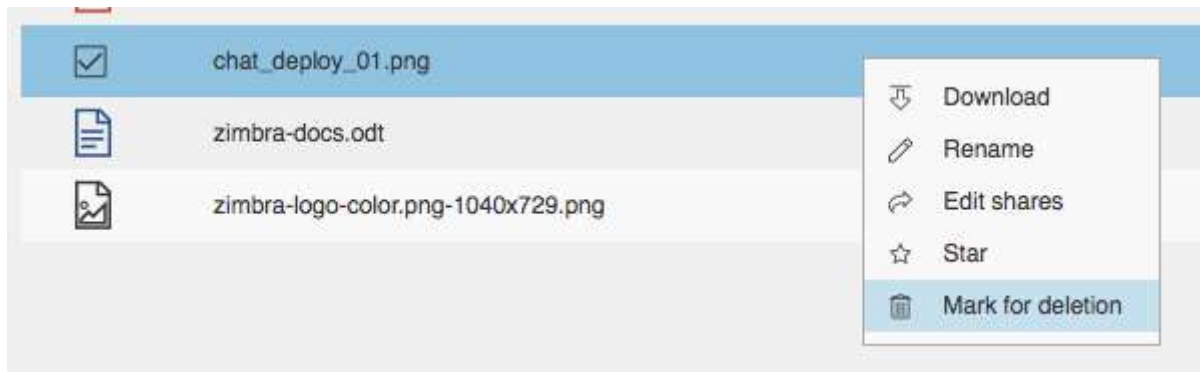 chat_deploy_01.png
zimbra-docs.odt
zimbra-logo-color.png-1040x729.png
Download
Rename
Edit shares
Star
Mark for deletion